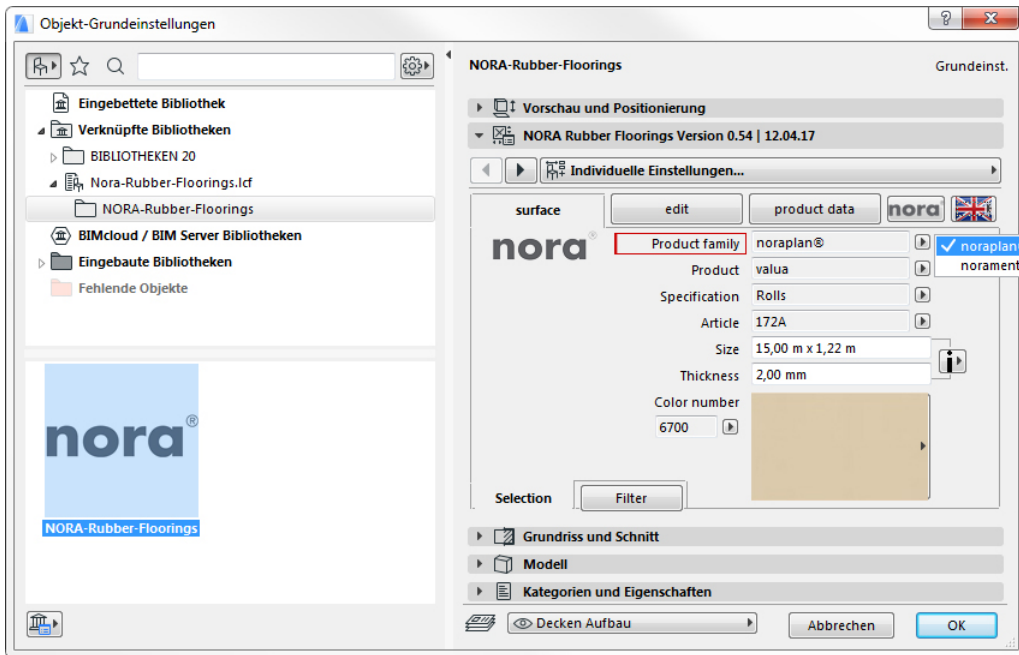 Objekt-Grundeinstellungen
Eingebettete Bibliothek
Verknüpfte Bibliotheken
BIBLIOTHEKEN 20
Nora-Rubber-Floorings.lcf
NORA-Rubber-Floorings
BIMcloud / BIM Server Bibliotheken
Eingebaute Bibliotheken
Fehlende Objekte
nora®
NORA-Rubber-Floorings
NORA-Rubber-Floorings Grundeinst.
Vorschau und Positionierung
NORA Rubber Floorings Version 0.54 | 12.04.17
Individuelle Einstellungen...
surface edit product data nora
nora®
Product family noraplan® noraplan
Product valua norament
Specification Rolls
Article 172A
Size 15,00 m x 1,22 m
Thickness 2,00 mm
Color number
6700
Selection Filter
Grundriss und Schnitt
Modell
Kategorien und Eigenschaften
Decken Aufbau Abbrechen OK